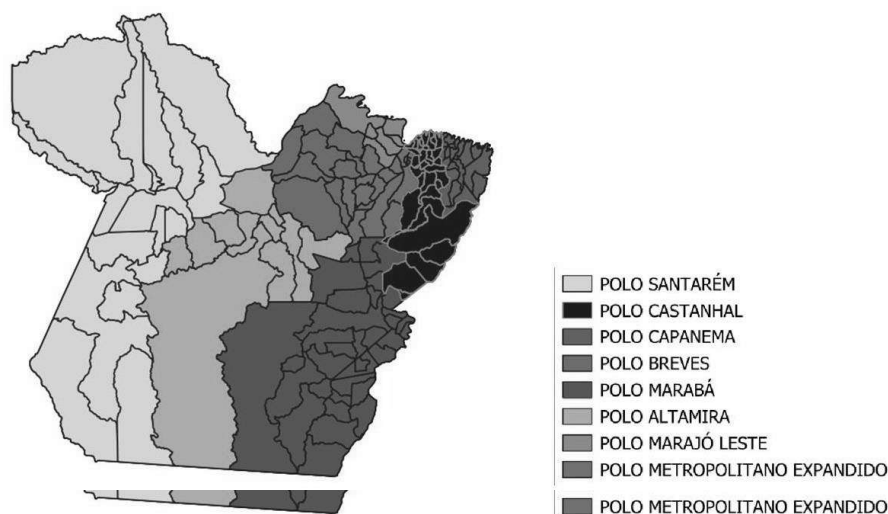 POLO SANTARÉM
POLO CASTANHAL
POLO CAPANEMA
POLO BREVES
POLO MARABÁ
POLO ALTAMIRA
POLO MARAJÓ LESTE
POLO METROPOLITANO EXPANDIDO
POLO METROPOLITANO EXPANDIDO